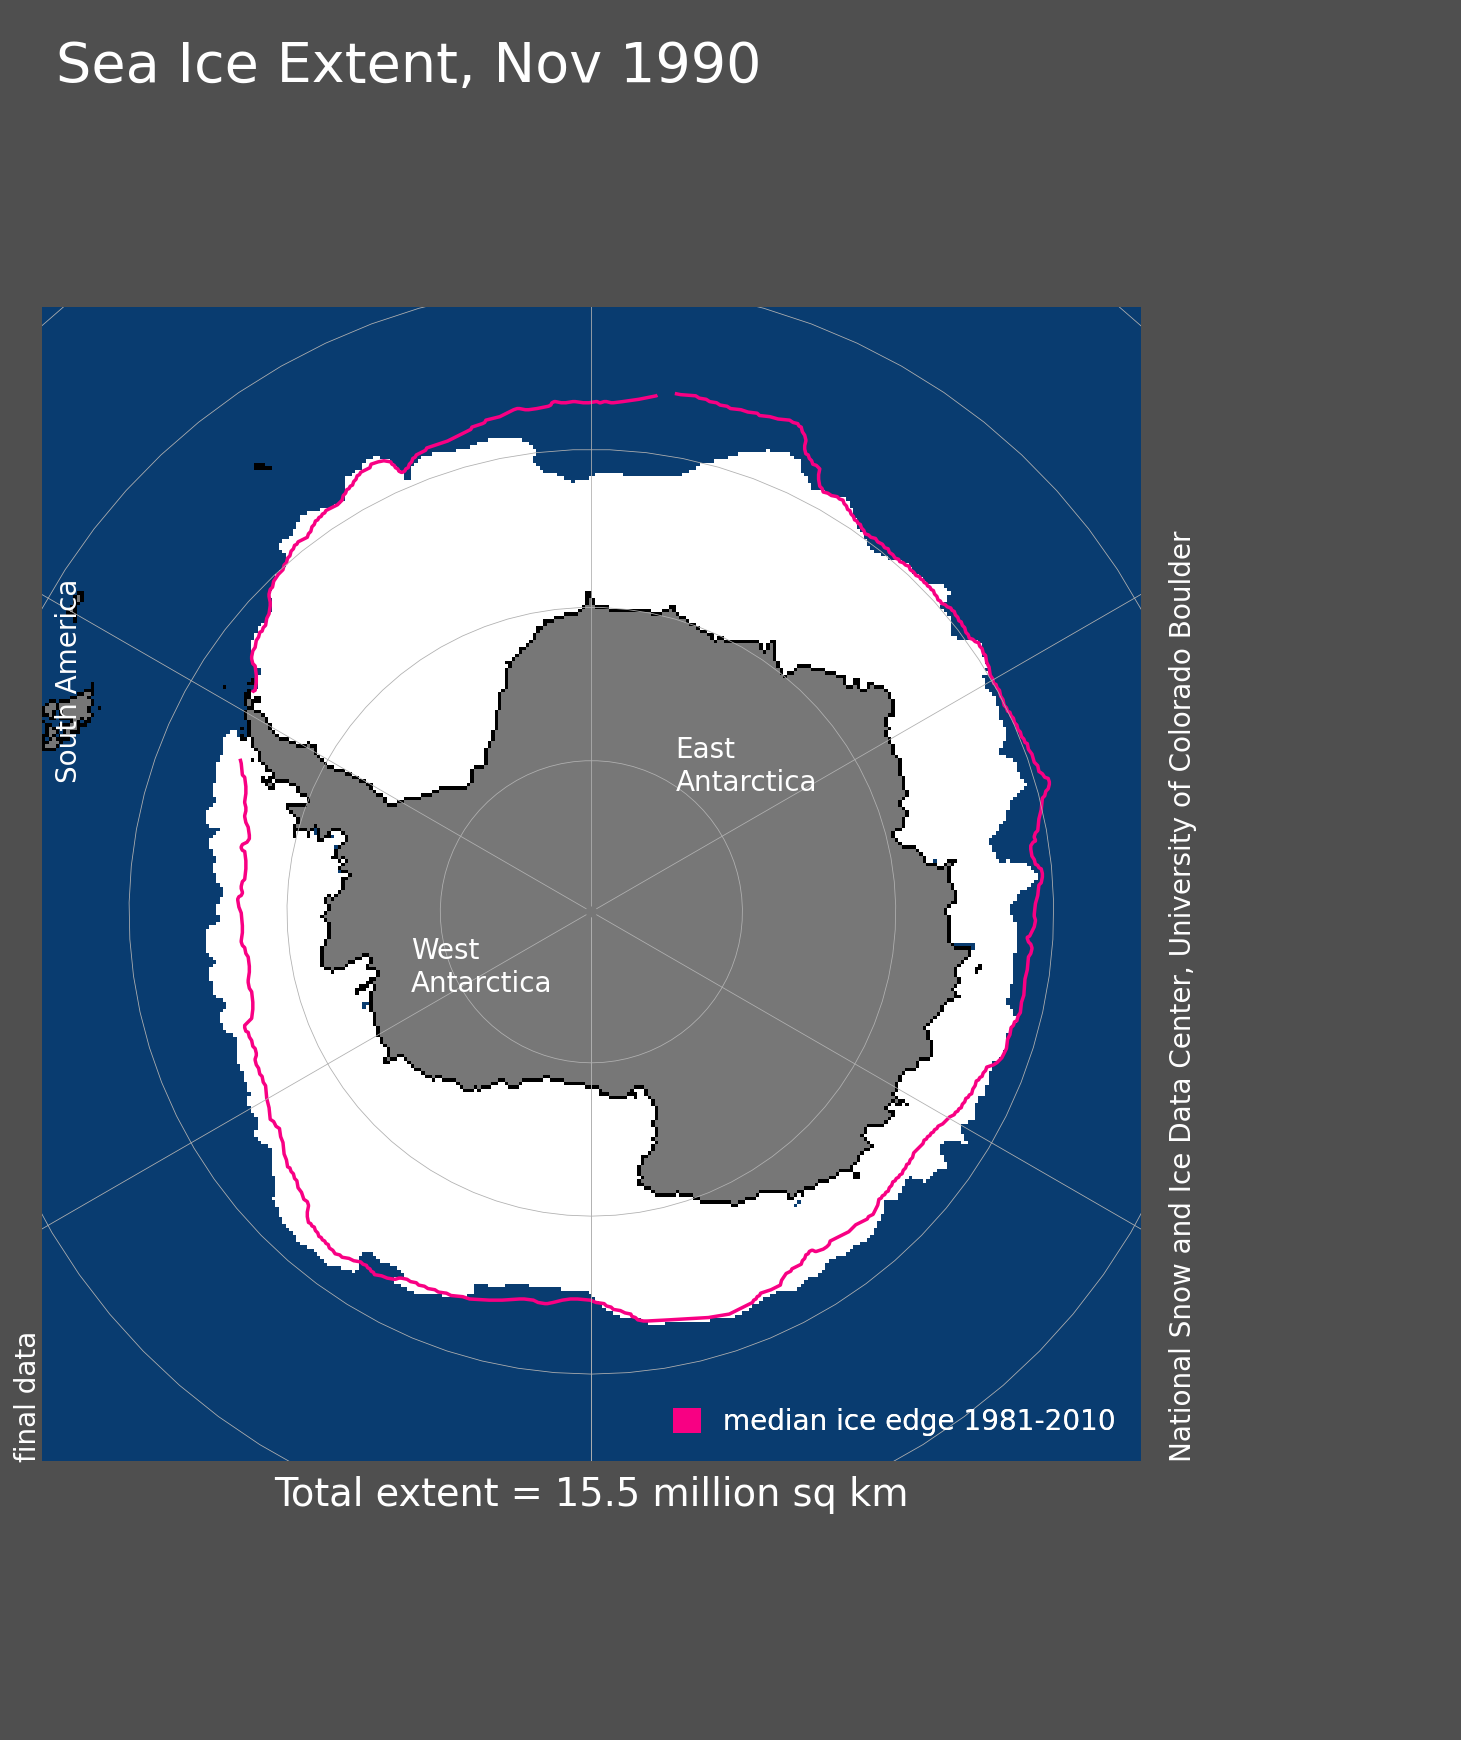 Sea Ice Extent, Nov 1990
South America
East
Antarctica
West
Antarctica
median ice edge 1981-2010
final data
National Snow and Ice Data Center, University of Colorado Boulder
Total extent = 15.5 million sq km